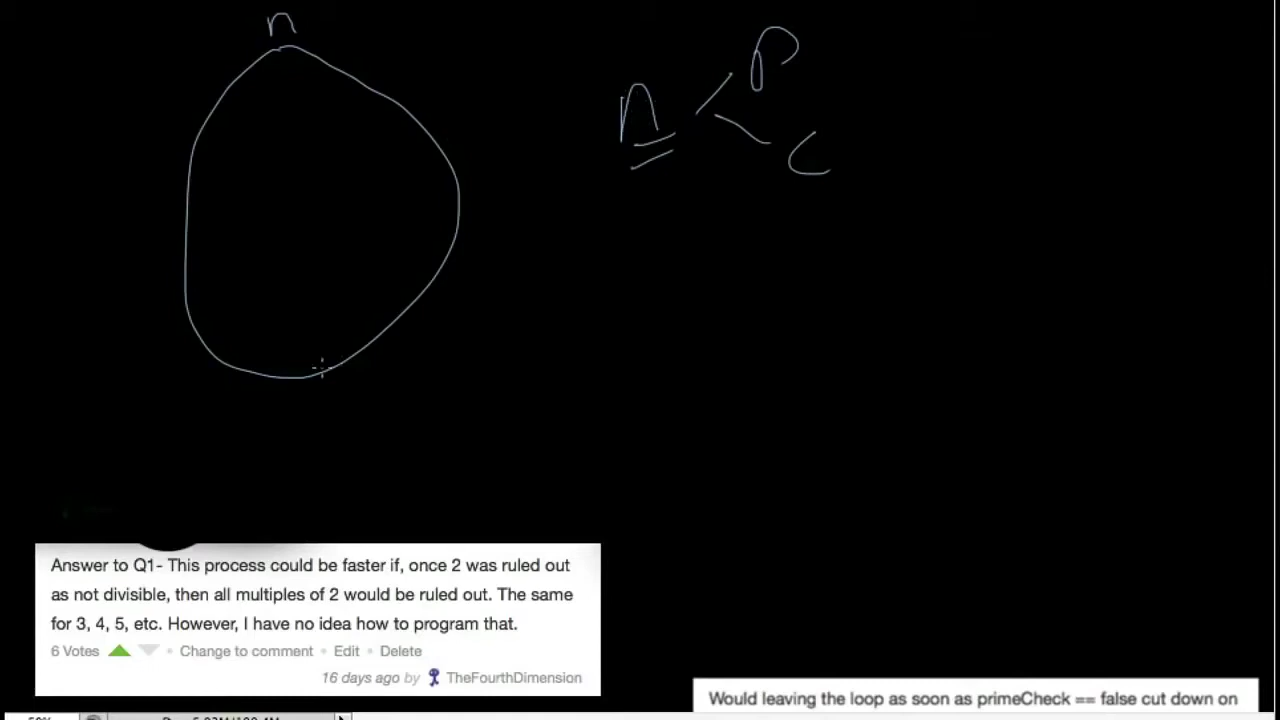 n
n < P
C
Answer to Q1- This process could be faster if, once 2 was ruled out
as not divisible, then all multiples of 2 would be ruled out. The same
for 3, 4, 5, etc. However, I have no idea how to program that.
6 Votes • Change to comment • Edit • Delete
16 days ago by TheFourthDimension
Would leaving the loop as soon as primeCheck == false cut down on